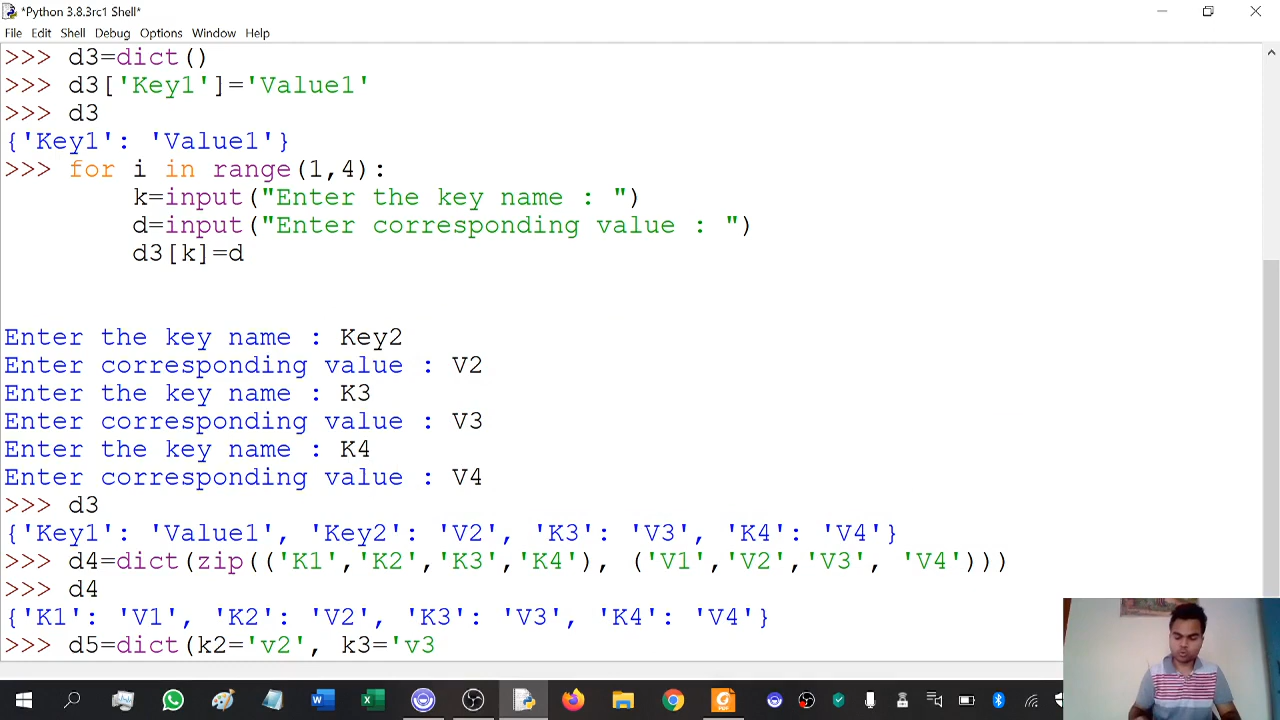 *Python 3.8.3rc1 Shell*
File Edit Shell Debug Options Window Help
>>> d3=dict()
>>> d3['Key1']='Value1'
>>> d3
{'Key1': 'Value1'}
>>> for i in range(1,4):
k=input("Enter the key name : ")
d=input("Enter corresponding value : ")
d3[k]=d
Enter the key name : Key2
Enter corresponding value : V2
Enter the key name : K3
Enter corresponding value : V3
Enter the key name : K4
Enter corresponding value : V4
>>> d3
{'Key1': 'Value1', 'Key2': 'V2', 'K3': 'V3', 'K4': 'V4'}
>>> d4=dict(zip(('K1','K2','K3','K4'), ('V1','V2','V3', 'V4')))
>>> d4
{'K1': 'V1', 'K2': 'V2', 'K3': 'V3', 'K4': 'V4'}
>>> d5=dict(k2='v2', k3='v3